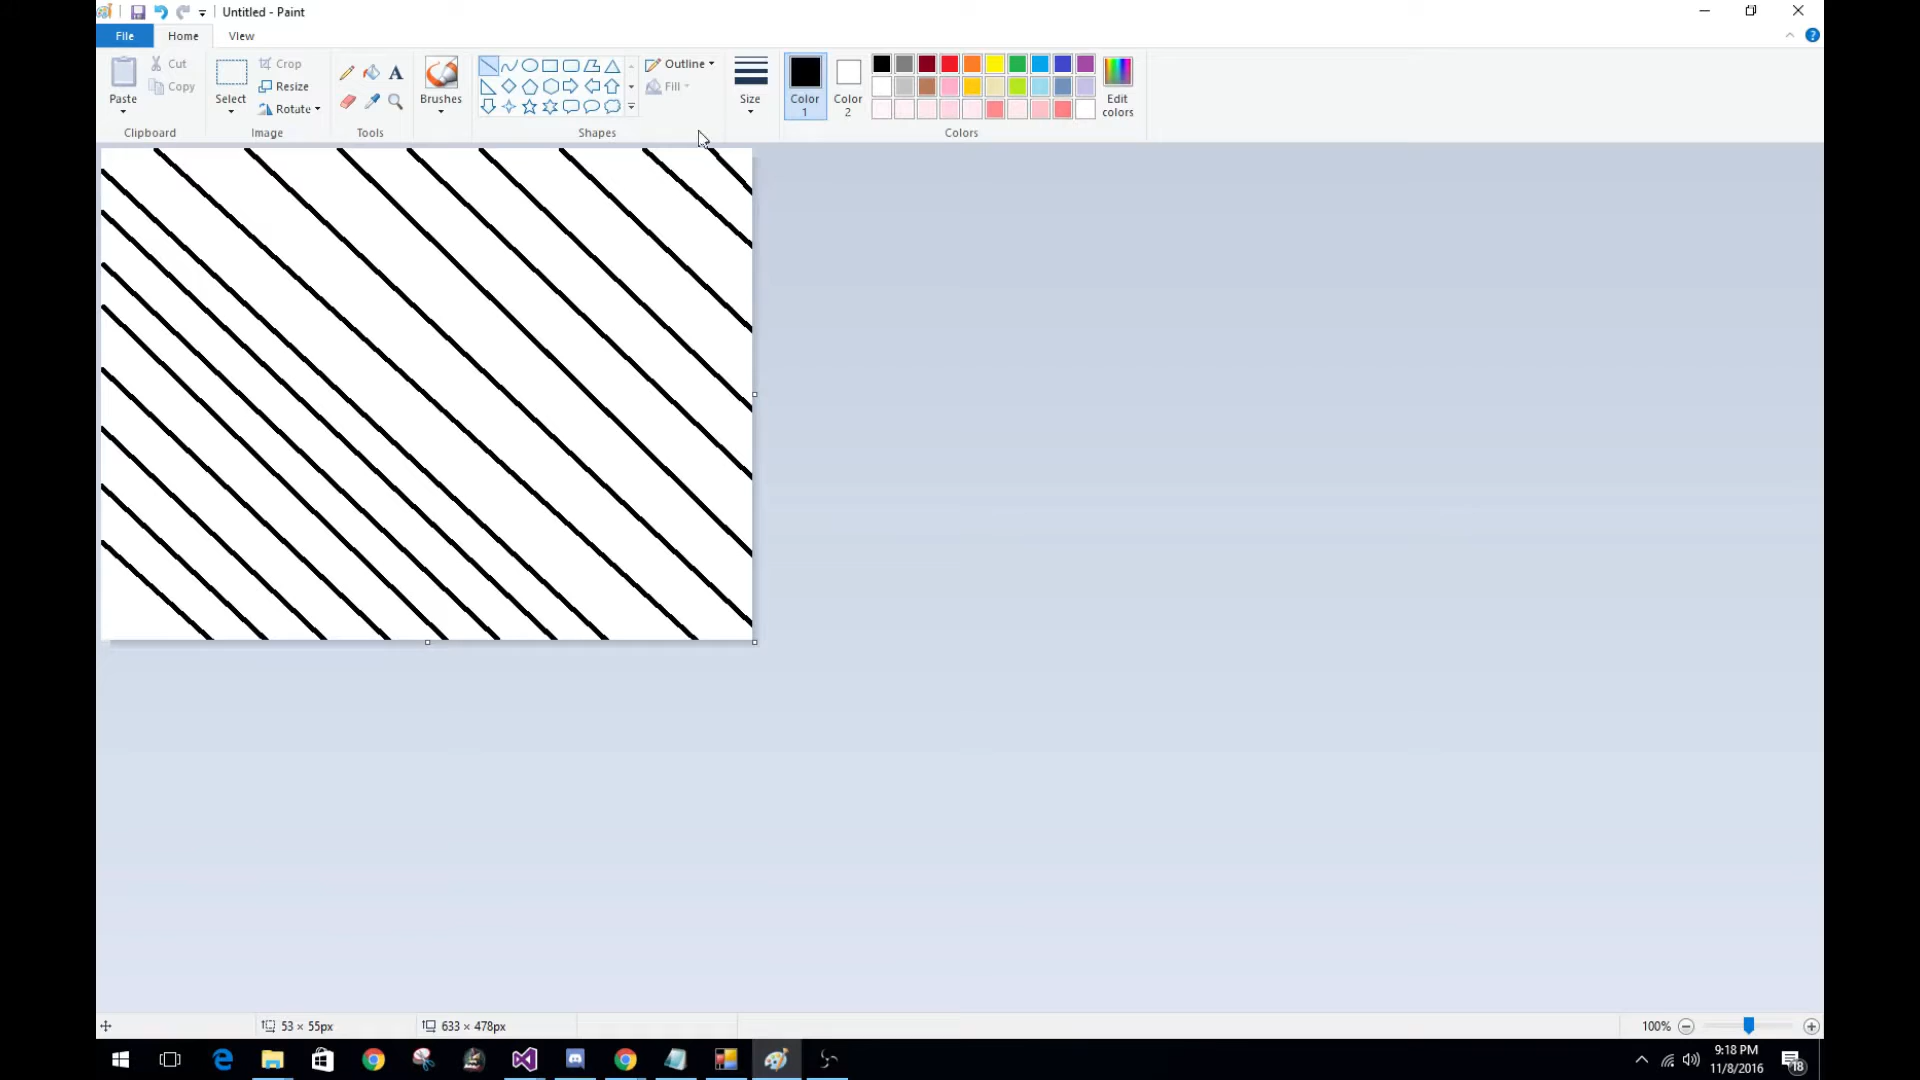 Untitled - Paint
File Home View
Paste
Cut
Copy
Clipboard
Select
Crop
Resize
Rotate
Image
A
Tools
Brushes
Shapes
Outline
Fill
Size
Color 1
Color 2
Edit colors
Colors
53 × 55px
633 × 478px
100%
9:18 PM
11/8/2016
18